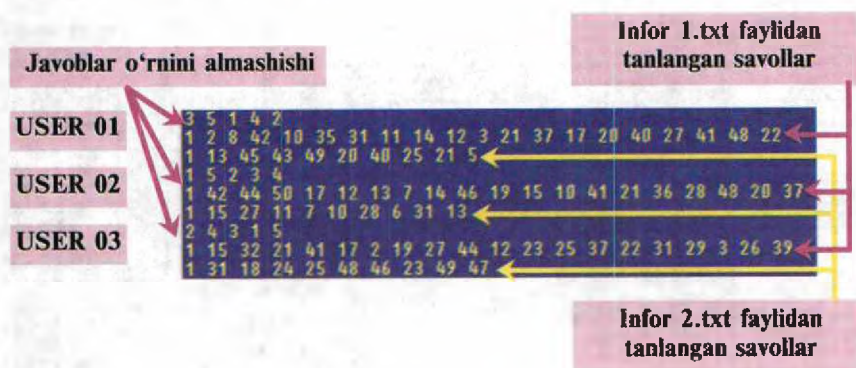 Infor 1.txt faylidan
tanlangan savollar
Javoblar o‘rnini almashishi
USER 01
3 5 1 4 2
1 2 8 42 10 35 31 11 14 12 3 21 37 17 20 40 27 41 48 22
1 13 45 43 49 20 40 25 21 5
USER 02
1 5 2 3 4
1 42 44 50 17 12 13 7 14 46 19 15 10 41 21 36 28 48 20 37
1 15 27 11 7 10 28 6 31 13
USER 03
2 4 3 1 5
1 15 32 21 41 17 2 19 27 44 12 23 25 37 22 31 29 3 26 39
1 31 18 24 25 48 46 23 49 47
Infor 2.txt faylidan
tanlangan savollar